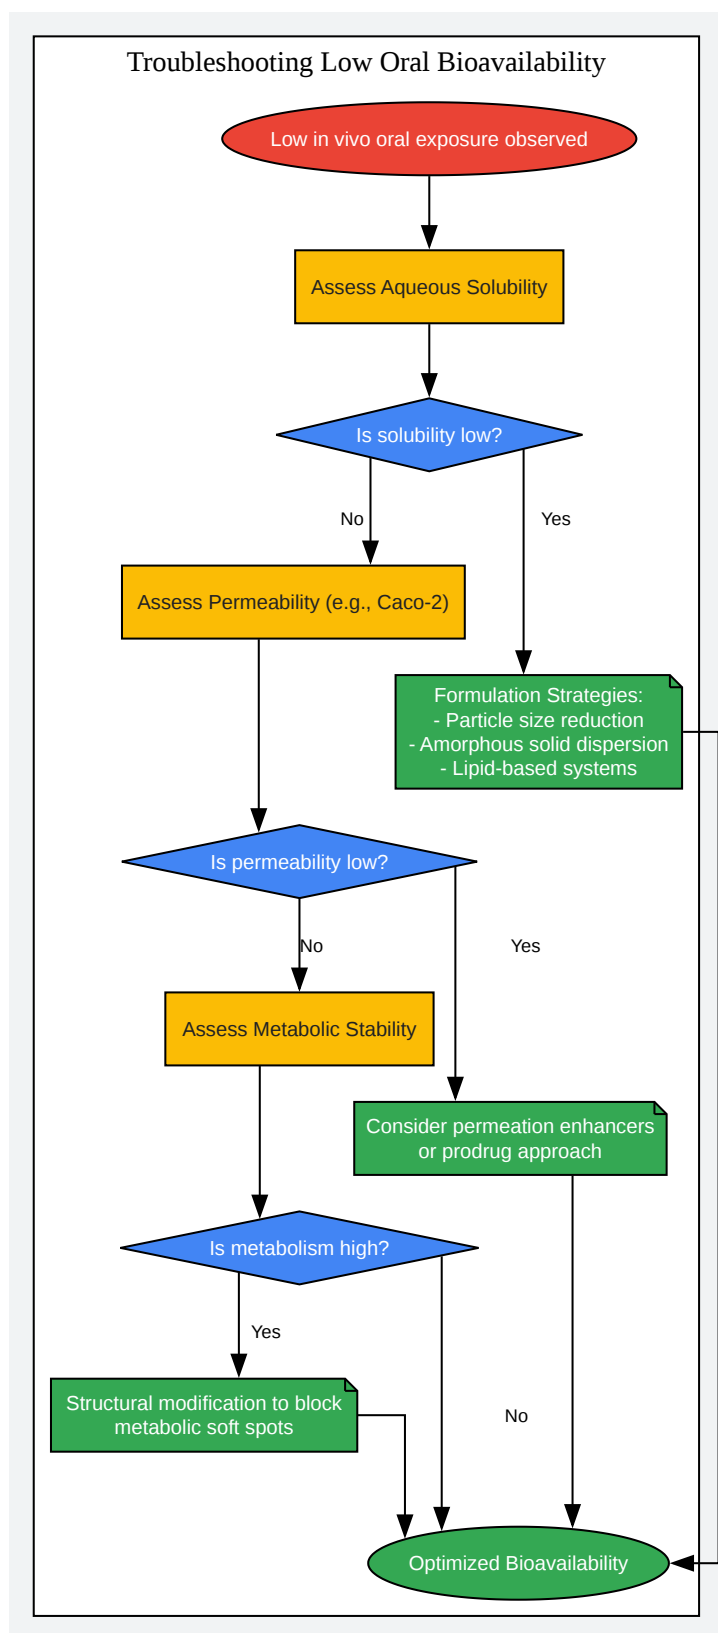 Troubleshooting Low Oral Bioavailability
Low in vivo oral exposure observed
Assess Aqueous Solubility
Is solubility low?
No
Yes
Assess Permeability (e.g., Caco-2)
Formulation Strategies:
- Particle size reduction
- Amorphous solid dispersion
- Lipid-based systems
Is permeability low?
No
Yes
Assess Metabolic Stability
Consider permeation enhancers
or prodrug approach
Is metabolism high?
Yes
Structural modification to block
metabolic soft spots
No
Optimized Bioavailability